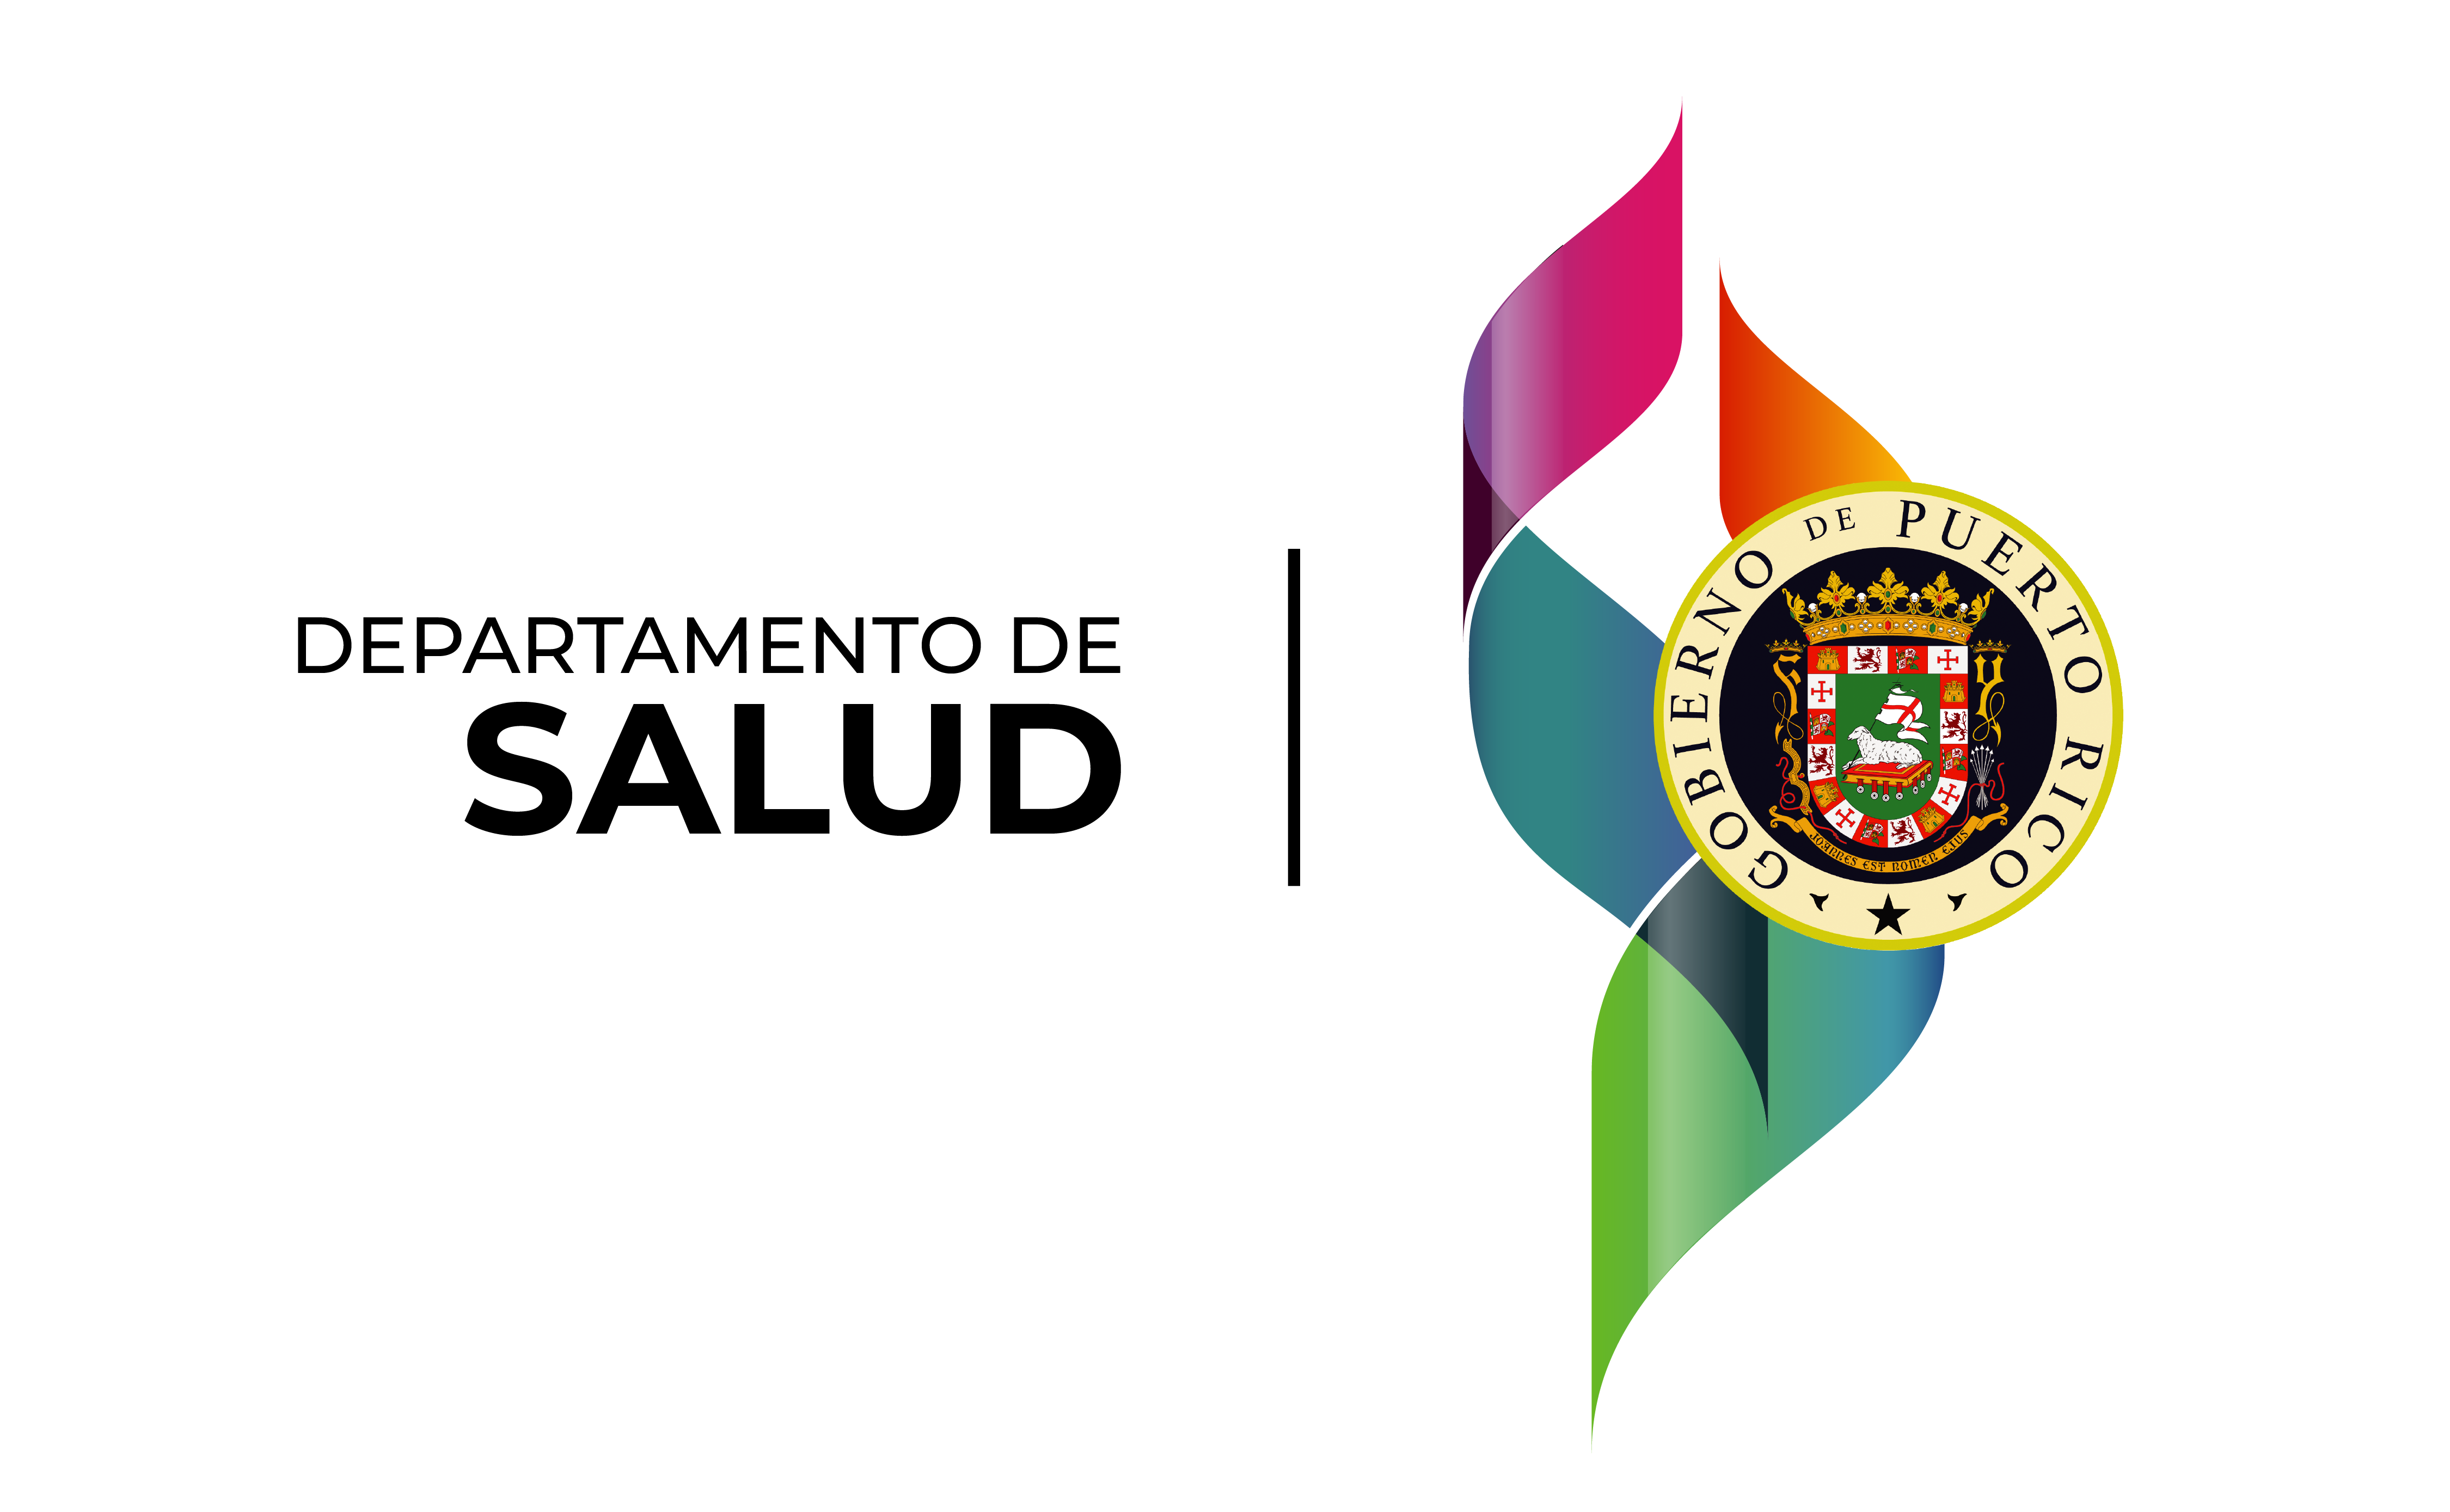 DEPARTAMENTO DE
SALUD
GOBIERNO DE PUERTO RICO
JOANNES EST NOMEN EJUS